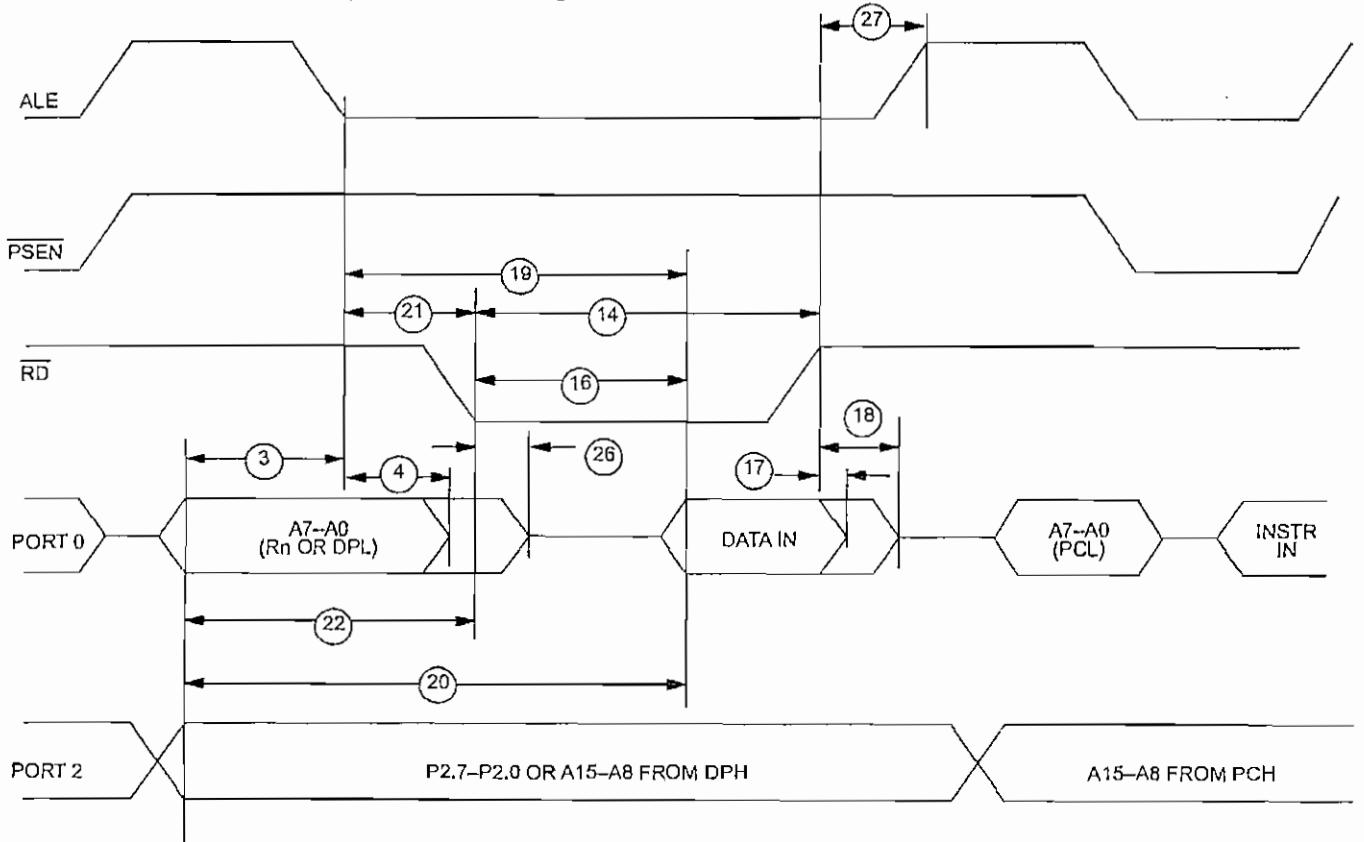 27
ALE
PSEN
19
21
14
RD
16
18
3
4
26
17
PORT 0
A7–A0
(Rn OR DPL)
DATA IN
A7–A0
(PCL)
INSTR
IN
22
20
PORT 2
P2.7–P2.0 OR A15–A8 FROM DPH
A15–A8 FROM PCH